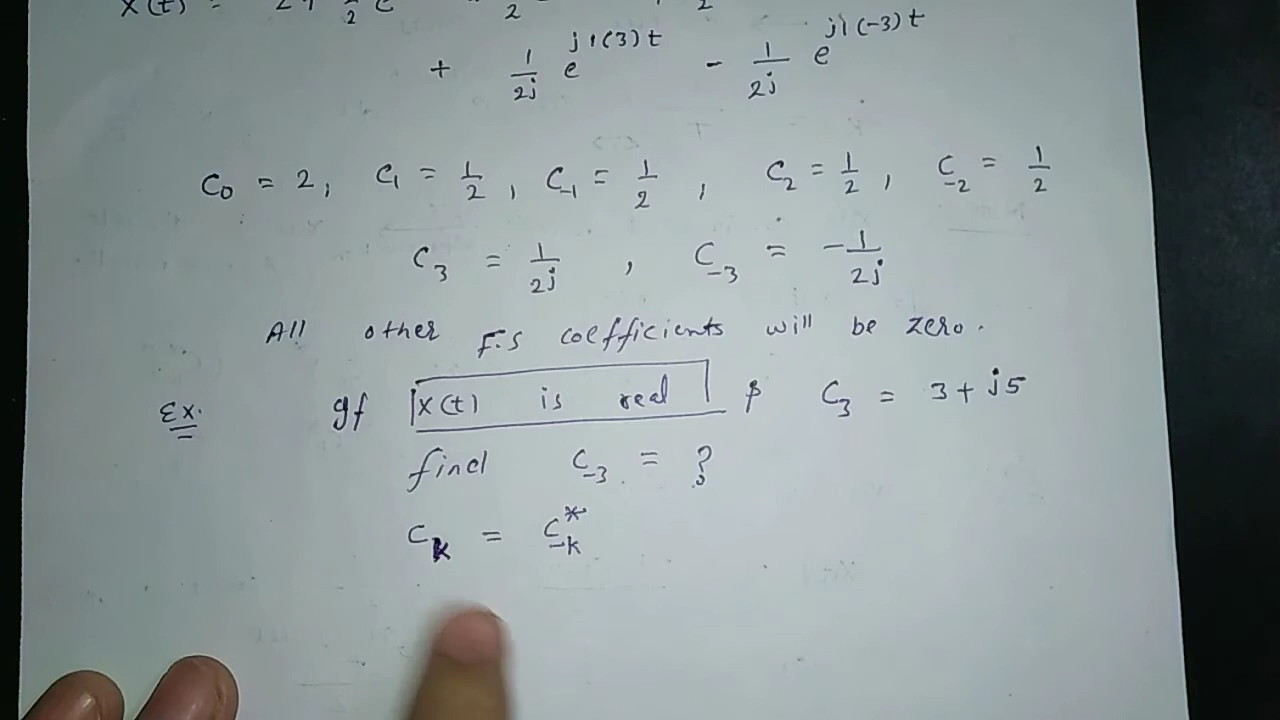 x(t) =
+ 1/2j e^j1(3)t - 1/2j e^j1(-3)t
C0 = 2, C1 = 1/2, C-1 = 1/2, C2 = 1/2, C-2 = 1/2
C3 = 1/2j, C-3 = -1/2j
All other F.S coefficients will be zero.
Ex. If x(t) is real & C3 = 3+j5
find C-3 = ?
Ck = C*-k